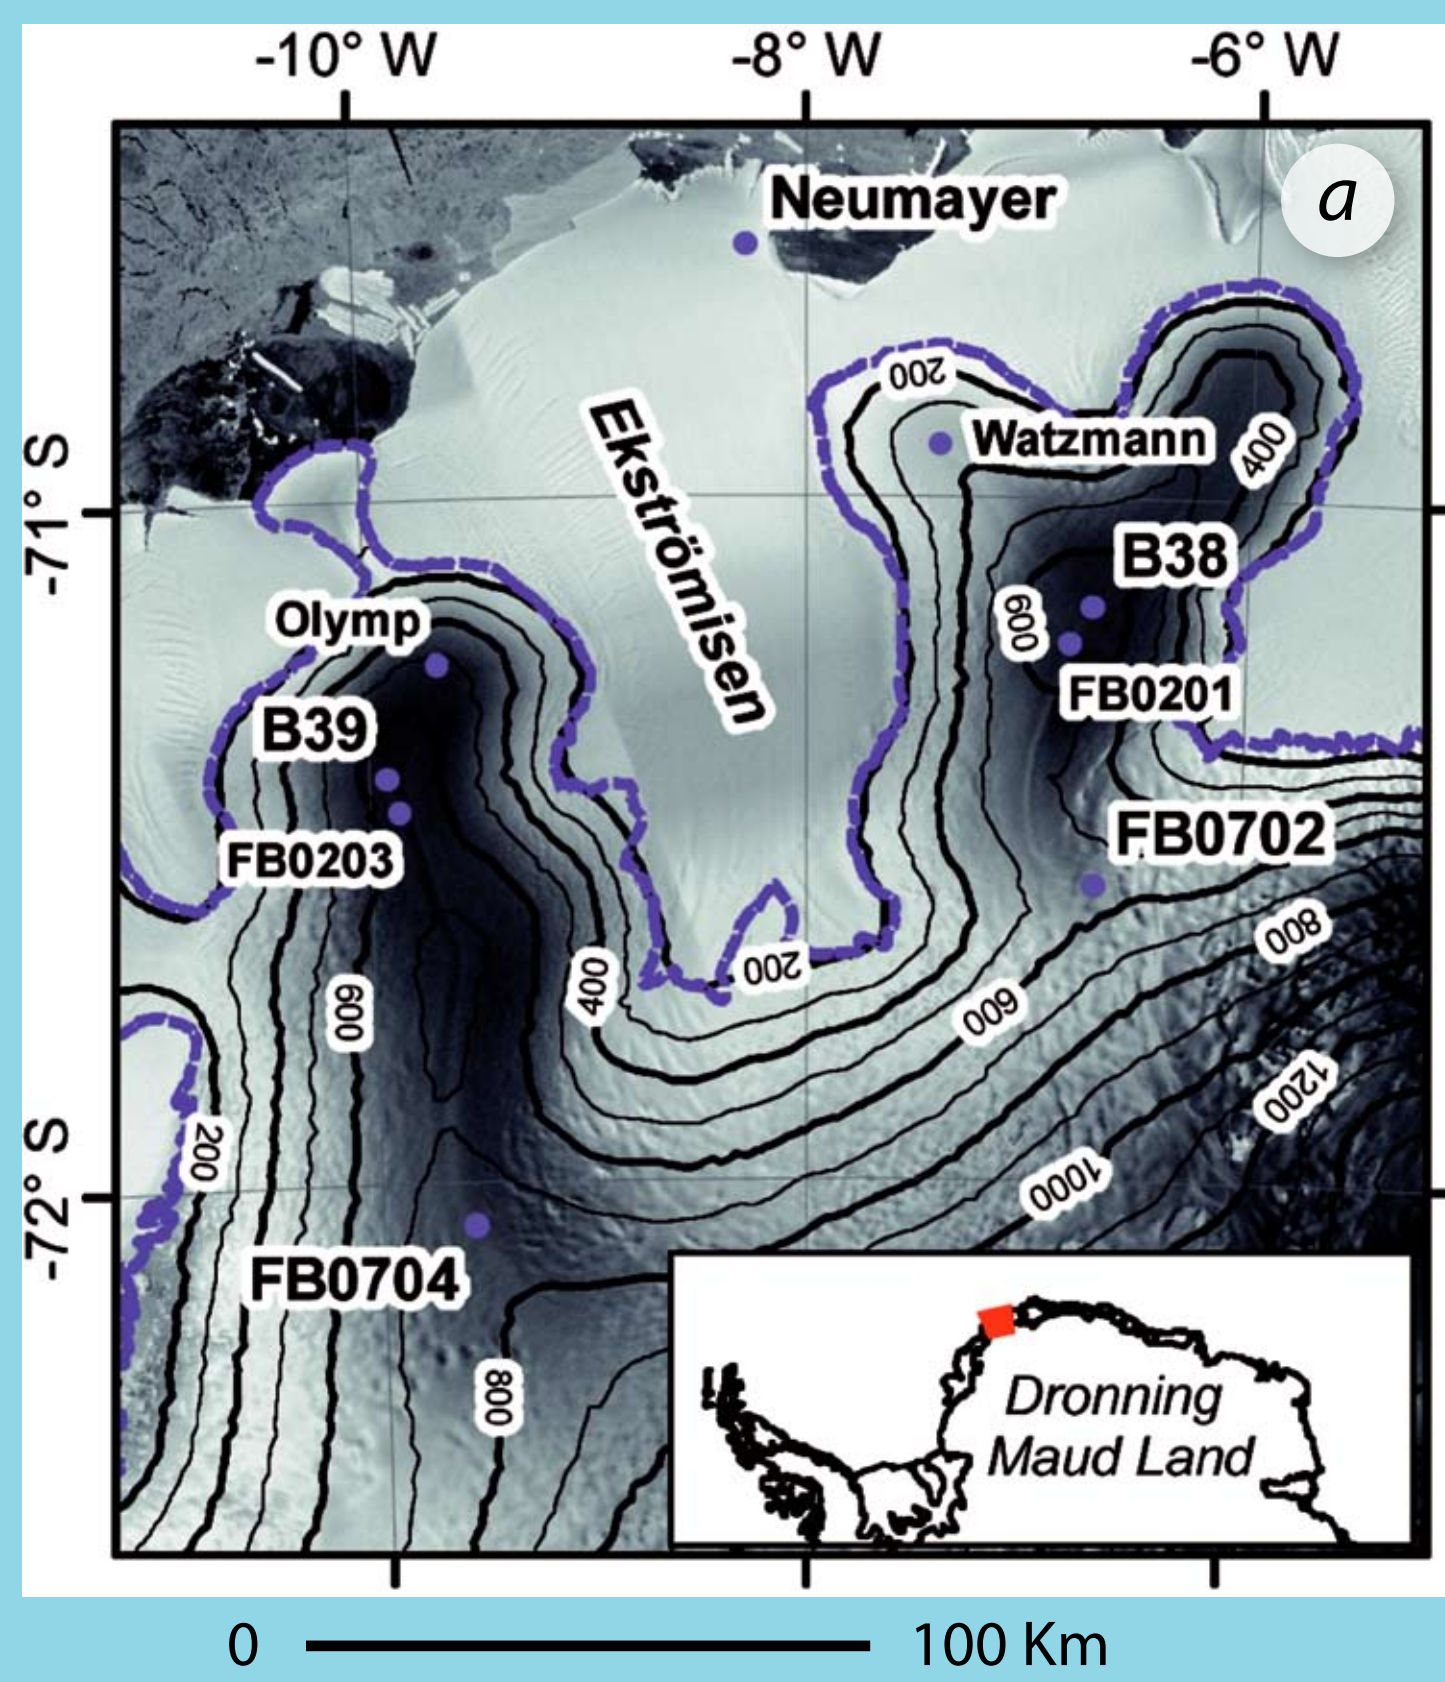 -10° W
-8° W
-6° W
a
Neumayer
200
Watzmann
400
-71° S
Ekströmisen
B38
600
Olymp
FB0201
B39
FB0702
FB0203
800
200
400
600
600
1200
-72° S
200
1000
FB0704
800
Dronning
Maud Land
0
100 Km